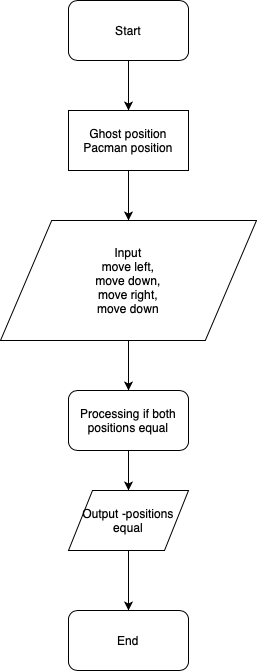 Start
Ghost position
Pacman position
Input
move left,
move down,
move right,
move down
Processing if both
positions equal
Output -positions
equal
End